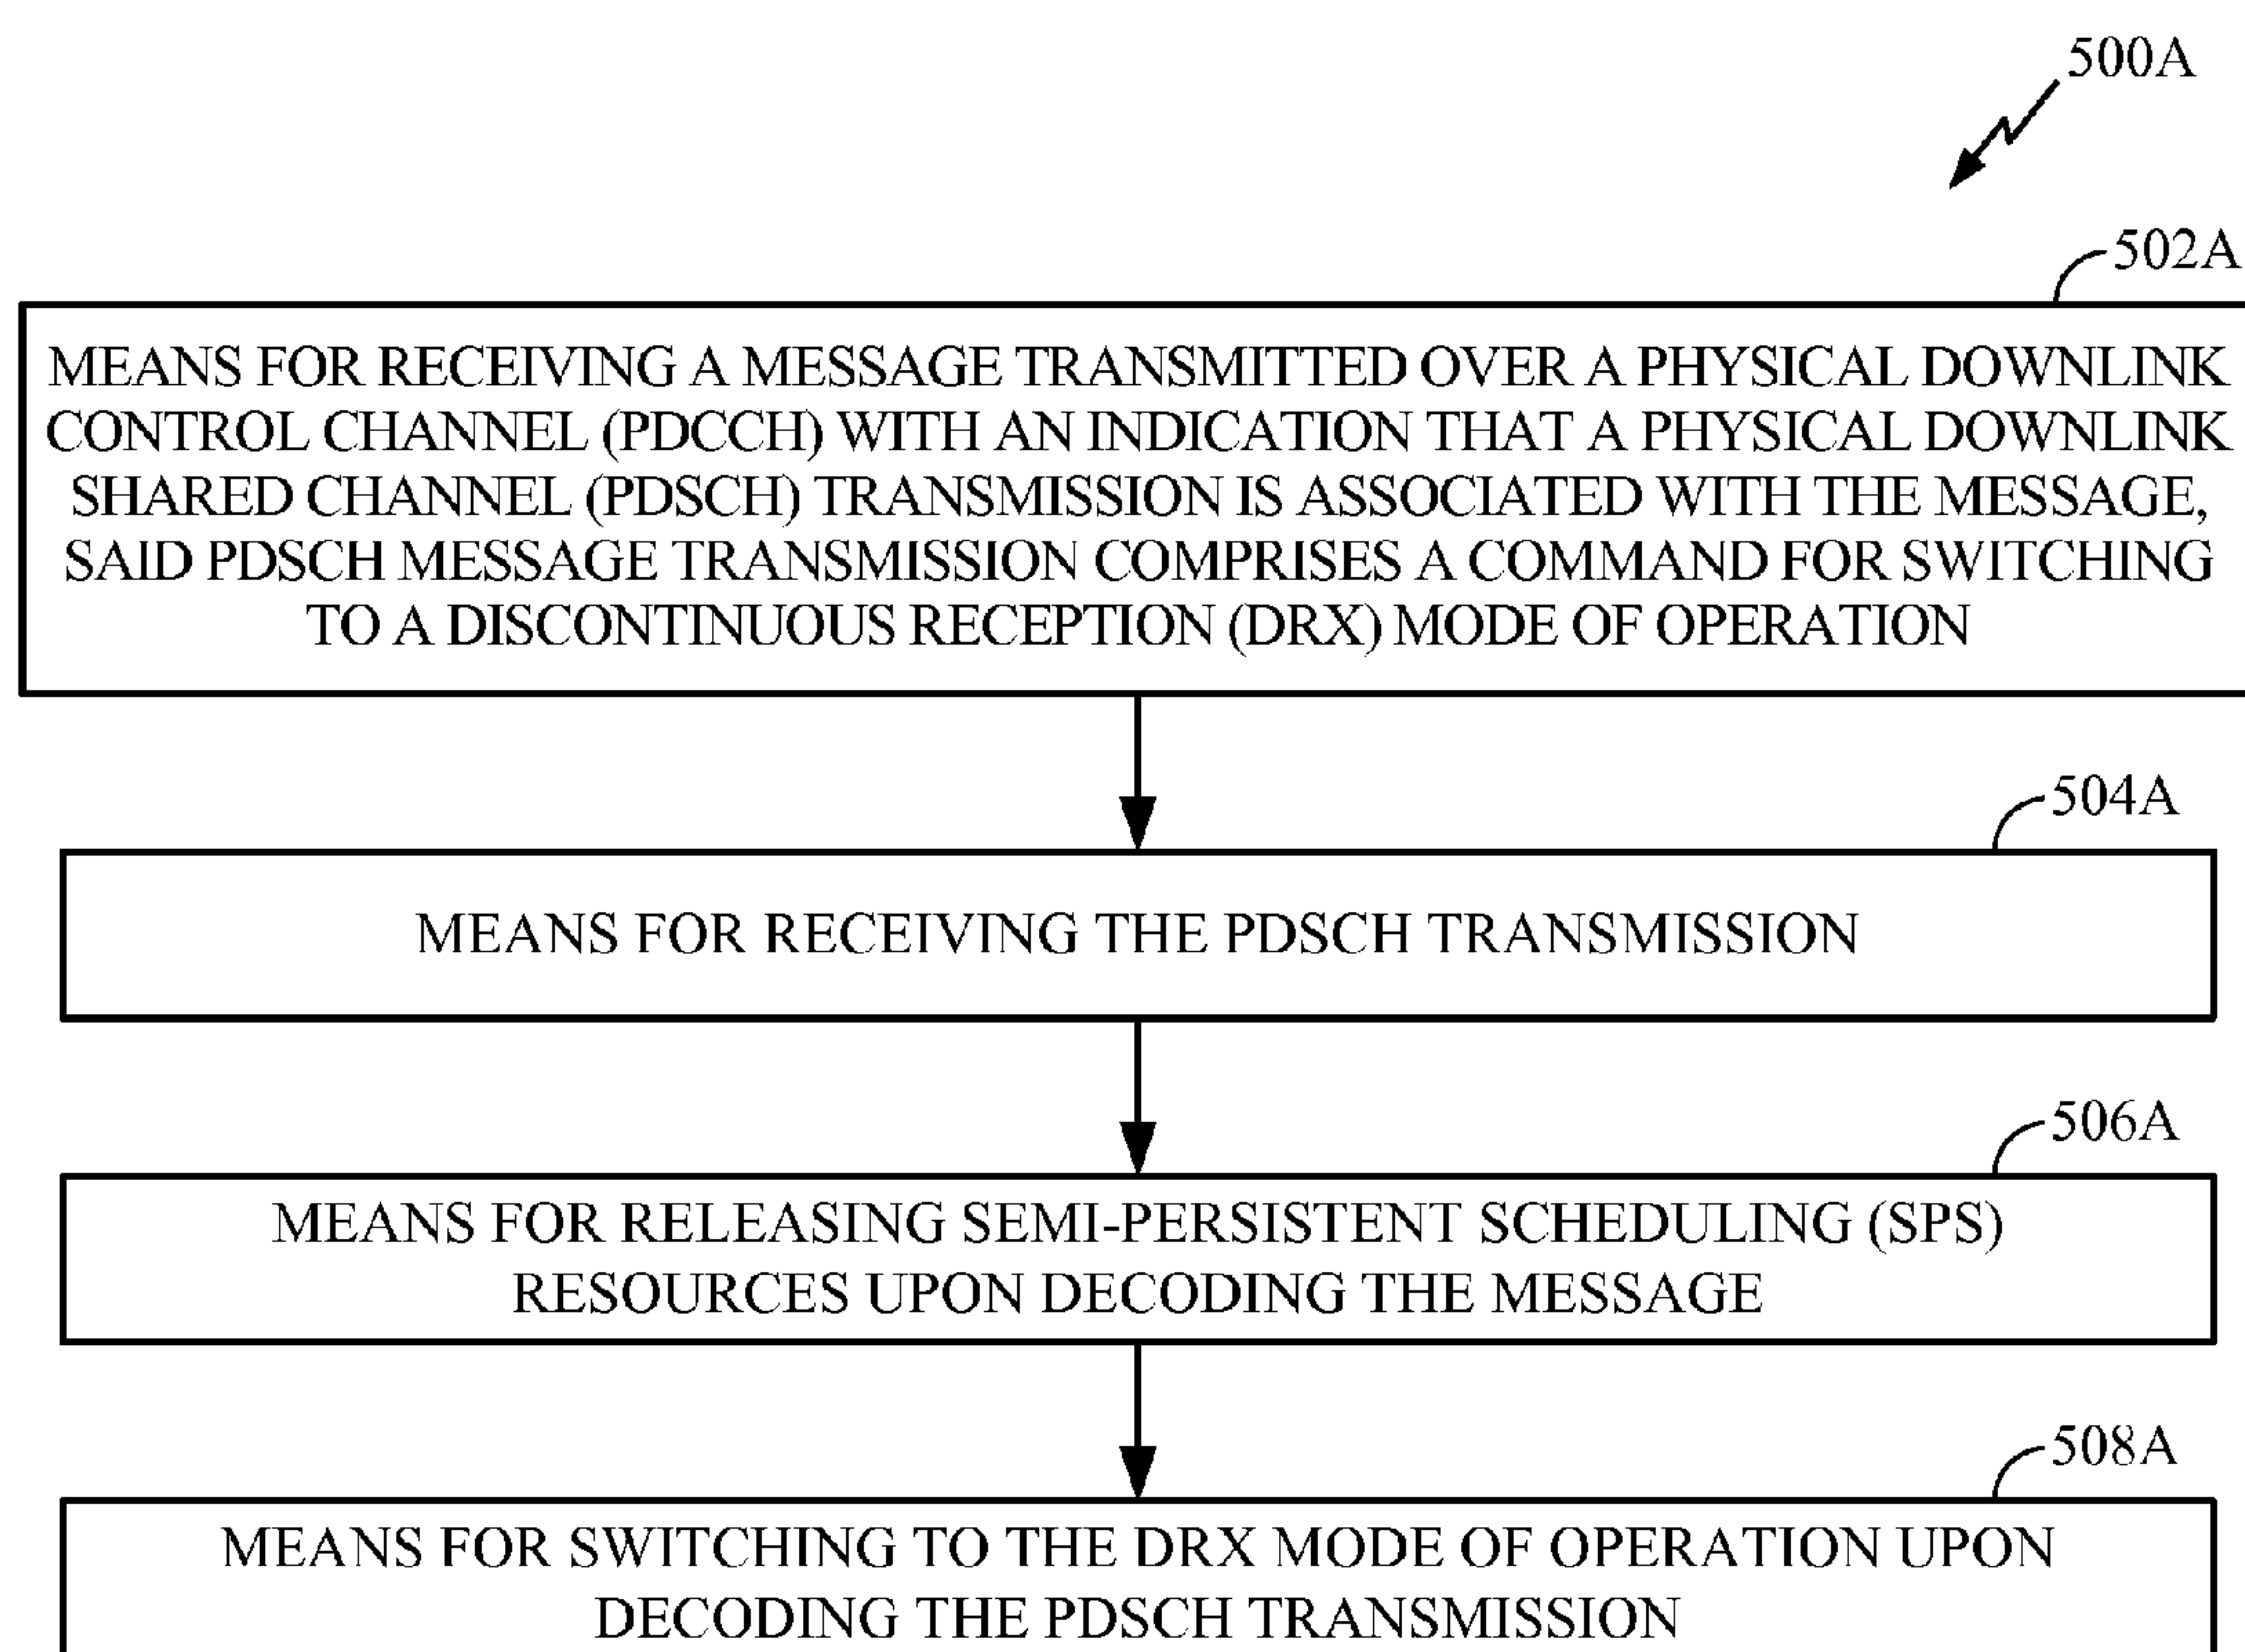 500A
502A
MEANS FOR RECEIVING A MESSAGE TRANSMITTED OVER A PHYSICAL DOWNLINK
CONTROL CHANNEL (PDCCH) WITH AN INDICATION THAT A PHYSICAL DOWNLINK
SHARED CHANNEL (PDSCH) TRANSMISSION IS ASSOCIATED WITH THE MESSAGE,
SAID PDSCH MESSAGE TRANSMISSION COMPRISES A COMMAND FOR SWITCHING
TO A DISCONTINUOUS RECEPTION (DRX) MODE OF OPERATION
504A
MEANS FOR RECEIVING THE PDSCH TRANSMISSION
506A
MEANS FOR RELEASING SEMI-PERSISTENT SCHEDULING (SPS)
RESOURCES UPON DECODING THE MESSAGE
508A
MEANS FOR SWITCHING TO THE DRX MODE OF OPERATION UPON
DECODING THE PDSCH TRANSMISSION